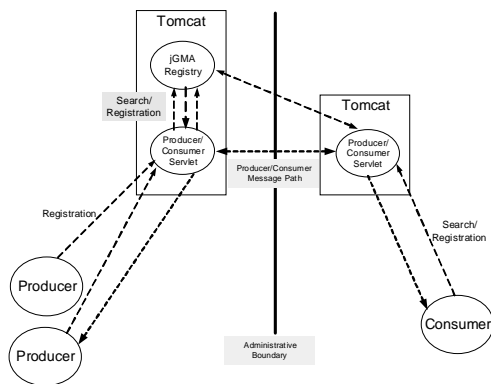 Tomcat
jGMA
Registry
Search/
Registration
Producer/
Consumer
Servlet
Registration
Producer
Producer
Producer/Consumer
Message Path
Administrative
Boundary
Tomcat
Producer/
Consumer
Servlet
Search/
Registration
Consumer